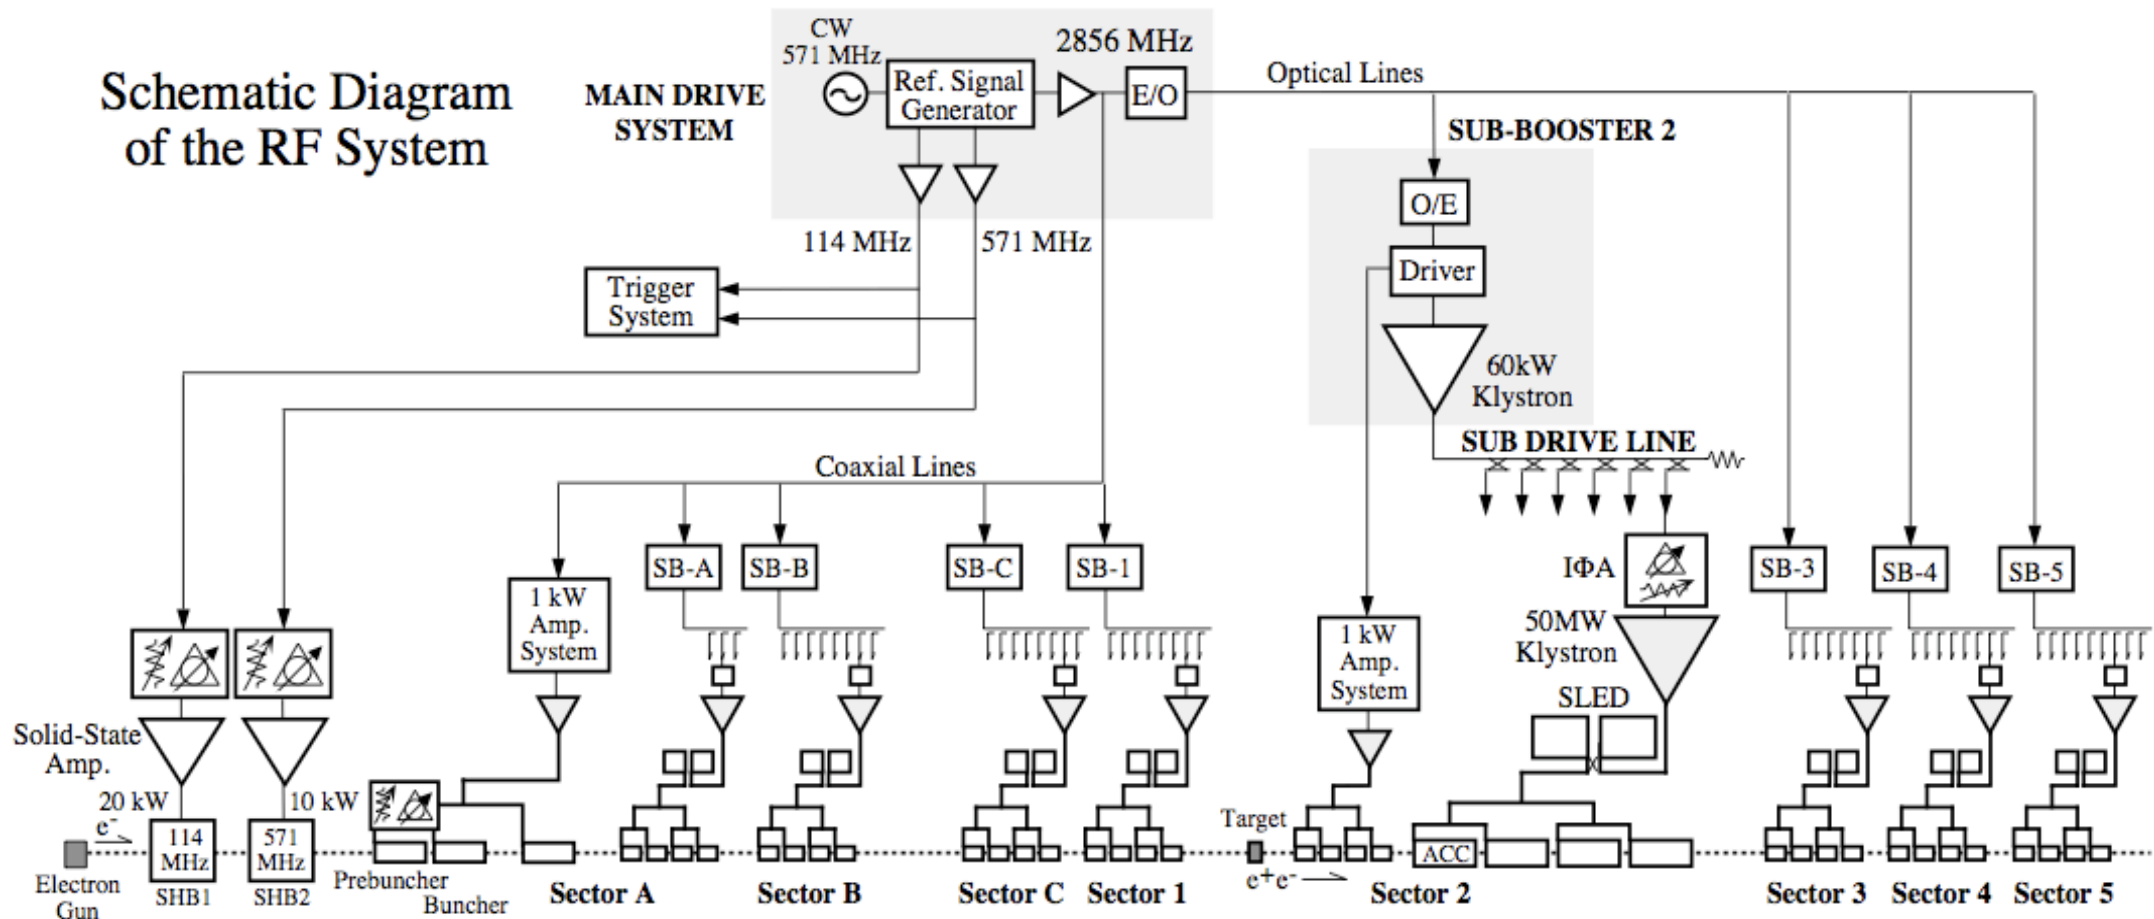 Schematic Diagram
of the RF System
MAIN DRIVE
SYSTEM
CW
571 MHz
Ref. Signal
Generator
2856 MHz
E/O
Optical Lines
SUB-BOOSTER 2
O/E
Driver
60kW
Klystron
SUB DRIVE LINE
114 MHz
571 MHz
Trigger
System
Coaxial Lines
1 kW
Amp.
System
SB-A
SB-B
SB-C
SB-1
1 kW
Amp.
System
IΦA
50MW
Klystron
SLED
SB-3
SB-4
SB-5
Solid-State
Amp.
20 kW
10 kW
e-
114
MHz
571
MHz
Target
ACC
e+e-
Electron
Gun
SHB1
SHB2
Prebuncher
Buncher
Sector A
Sector B
Sector C
Sector 1
Sector 2
Sector 3
Sector 4
Sector 5